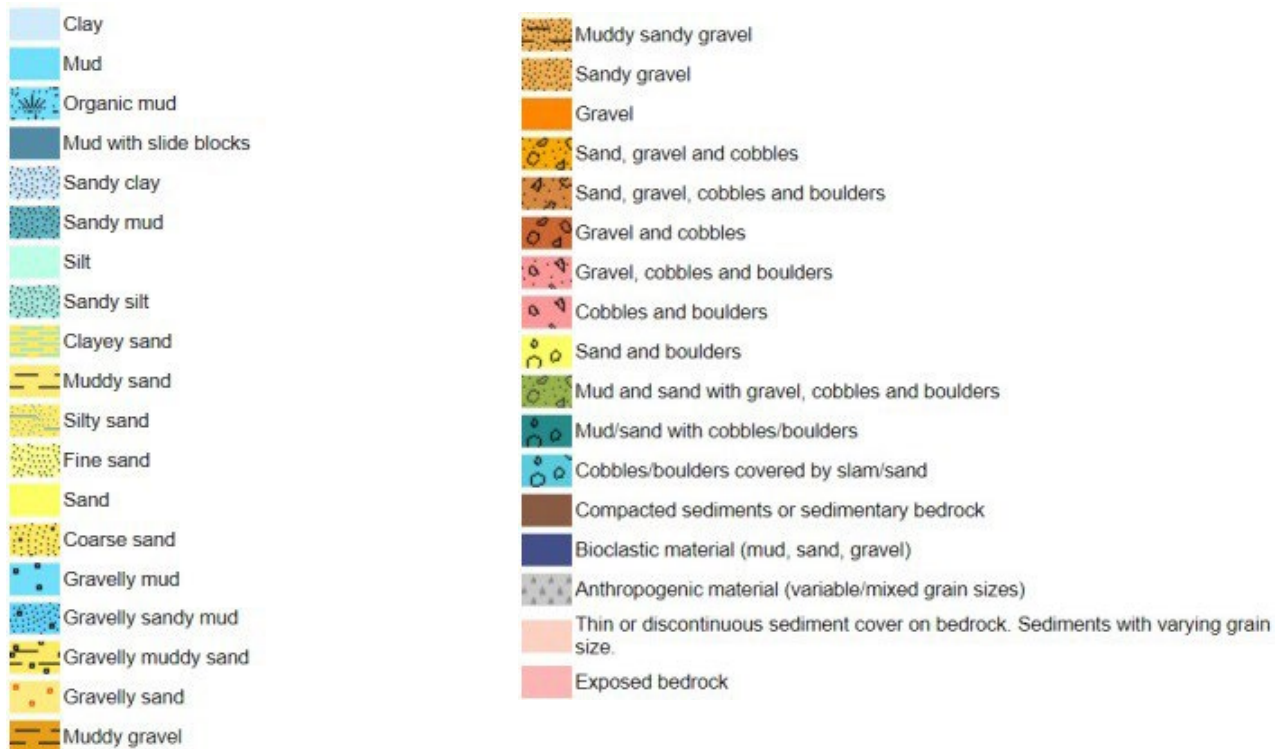 Clay
Mud
Organic mud
Mud with slide blocks
Sandy clay
Sandy mud
Silt
Sandy silt
Clayey sand
Muddy sand
Silty sand
Fine sand
Sand
Coarse sand
Gravelly mud
Gravelly sandy mud
Gravelly muddy sand
Gravelly sand
Muddy gravel
Muddy sandy gravel
Sandy gravel
Gravel
Sand, gravel and cobbles
Sand, gravel, cobbles and boulders
Gravel and cobbles
Gravel, cobbles and boulders
Cobbles and boulders
Sand and boulders
Mud and sand with gravel, cobbles and boulders
Mud/sand with cobbles/boulders
Cobbles/boulders covered by slam/sand
Compacted sediments or sedimentary bedrock
Bioclastic material (mud, sand, gravel)
Anthropogenic material (variable/mixed grain sizes)
Thin or discontinuous sediment cover on bedrock. Sediments with varying grain
size.
Exposed bedrock